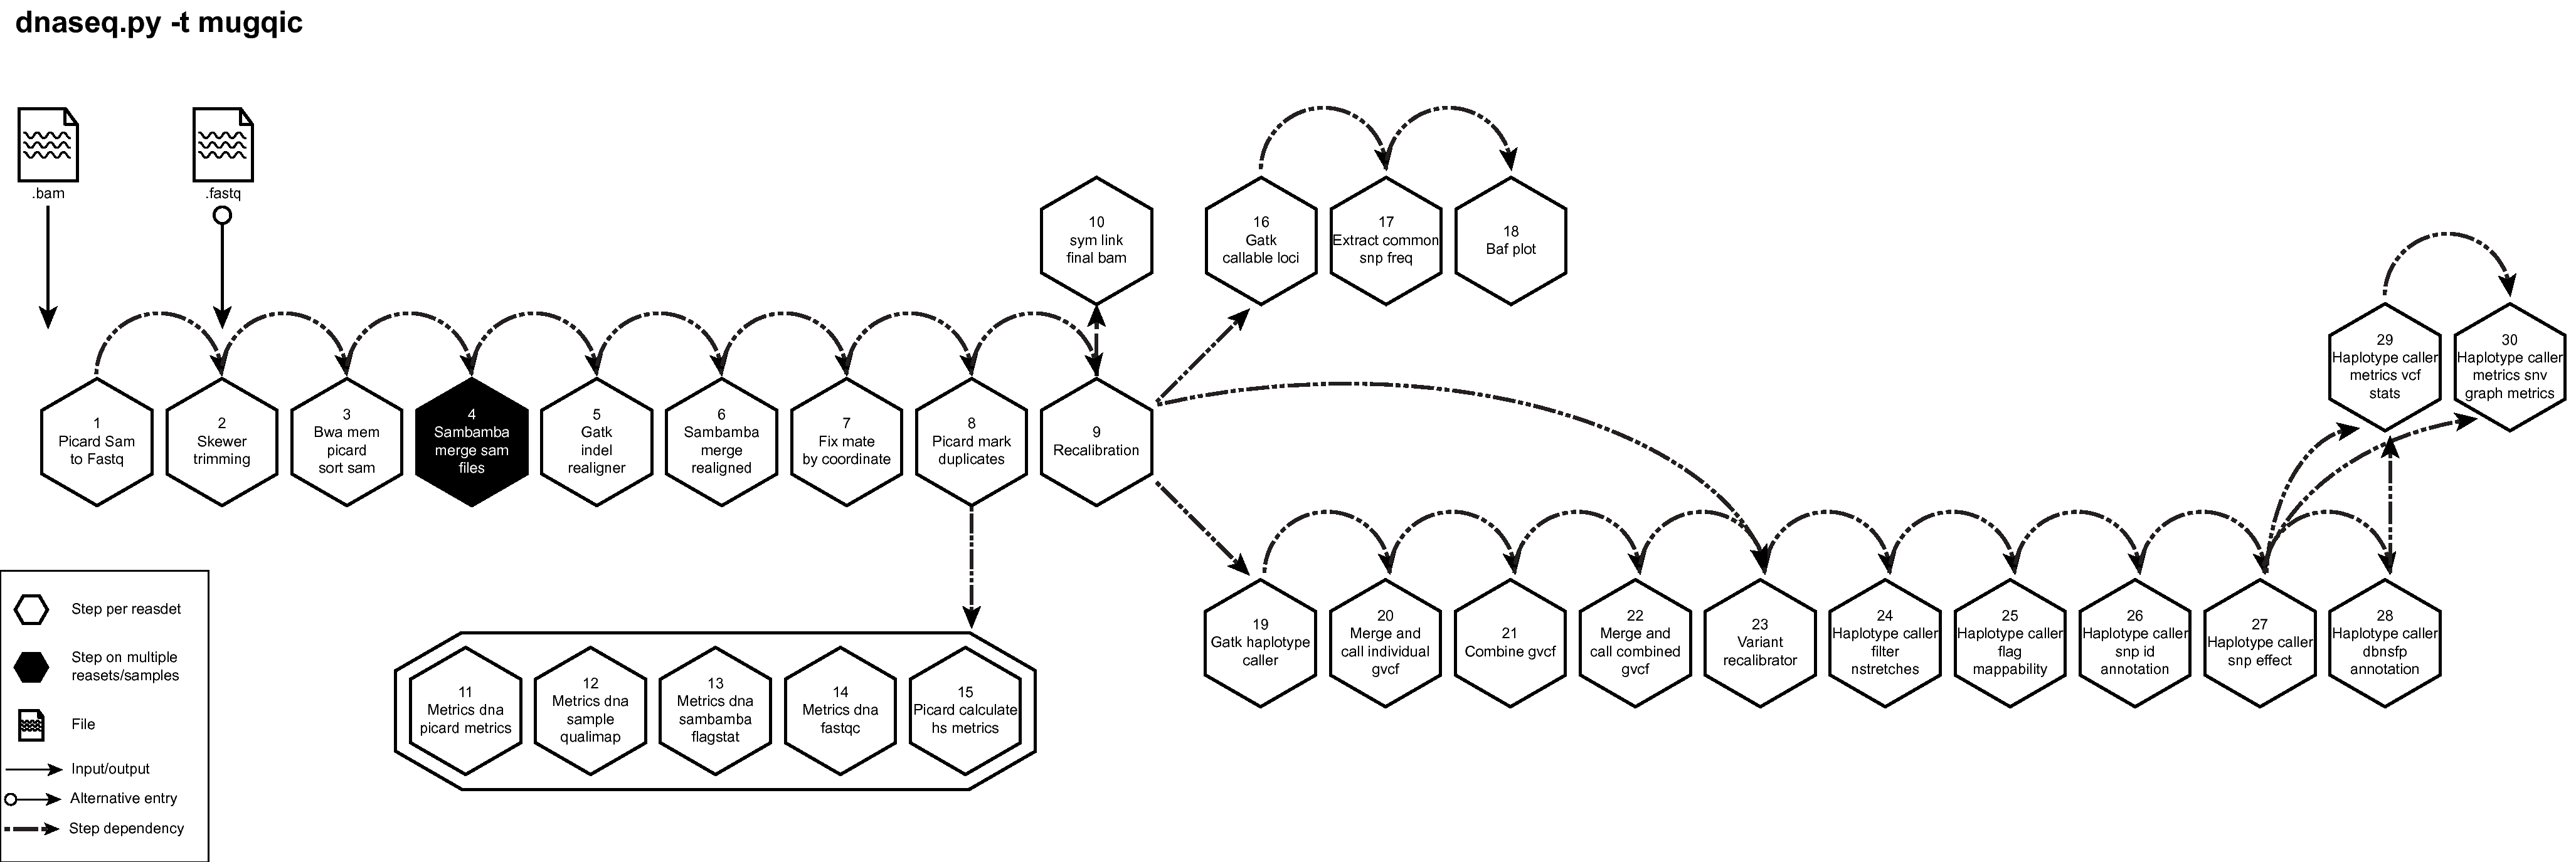 dnaseq.py -t mugqic
.bam
.fastq
1
Picard Sam
to Fastq
2
Skewer
trimming
3
Bwa mem
picard
sort sam
4
Sambamba
merge sam
files
5
Gatk
indel
realigner
6
Sambamba
merge
realigned
7
Fix mate
by coordinate
8
Picard mark
duplicates
9
Recalibration
10
sym link
final bam
11
Metrics dna
picard metrics
12
Metrics dna
sample
qualimap
13
Metrics dna
sambamba
flagstat
14
Metrics dna
fastqc
15
Picard calculate
hs metrics
16
Gatk
callable loci
17
Extract common
snp freq
18
Baf plot
19
Gatk haplotype
caller
20
Merge and
call individual
gvcf
21
Combine gvcf
22
Merge and
call combined
gvcf
23
Variant
recalibrator
24
Haplotype caller
filter
nstretches
25
Haplotype caller
flag
mappability
26
Haplotype caller
snp id
annotation
27
Haplotype caller
snp effect
28
Haplotype caller
dbnsfp
annotation
29
Haplotype caller
metrics vcf
stats
30
Haplotype caller
metrics snv
graph metrics
Step per reasdet
Step on multiple
reasets/samples
File
Input/output
Alternative entry
Step dependency